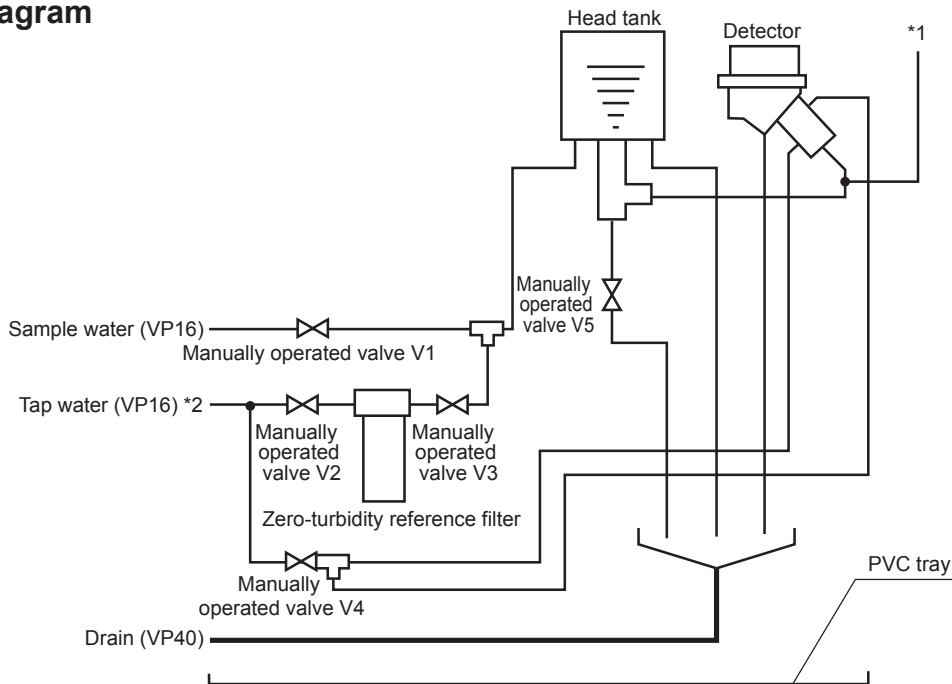 agram
Head tank
Detector
*1
Manually
operated
valve V5
Sample water (VP16)
Manually operated valve V1
Tap water (VP16) *2
Manually
operated
valve V2
Manually
operated
valve V3
Zero-turbidity reference filter
Manually
operated valve V4
PVC tray
Drain (VP40)